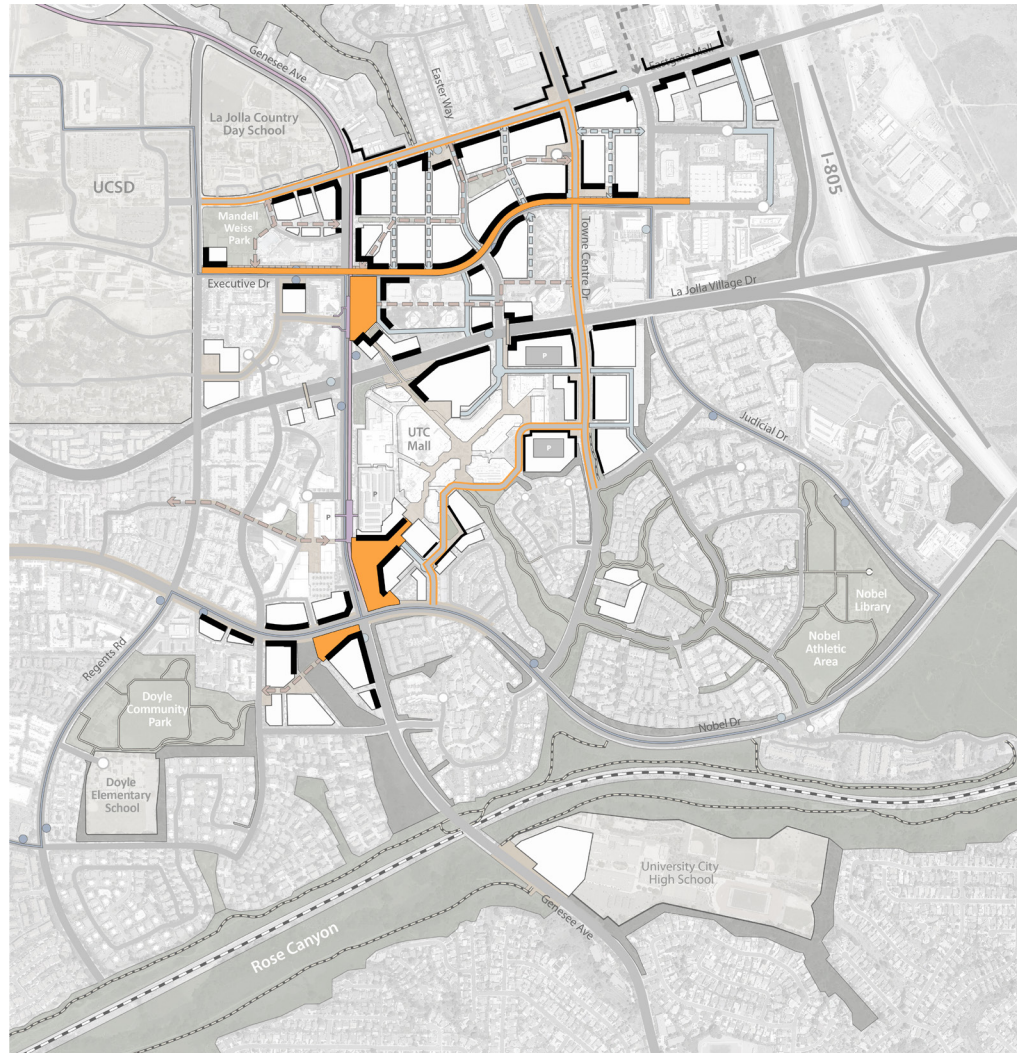 Genesee Ave
Easter Way
Eastgate Mall
La Jolla Country
Day School
UCSD
I-805
Mandell
Weiss
Park
Towne Centre Dr
Executive Dr
La Jolla Village Dr
P
UTC
Mall
P
Judicial Dr
P
P
Nobel
Library
Nobel
Athletic
Area
Regents Rd
Doyle
Community
Park
Nobel Dr
Doyle
Elementary
School
University City
High School
Genesee Ave
Rose Canyon